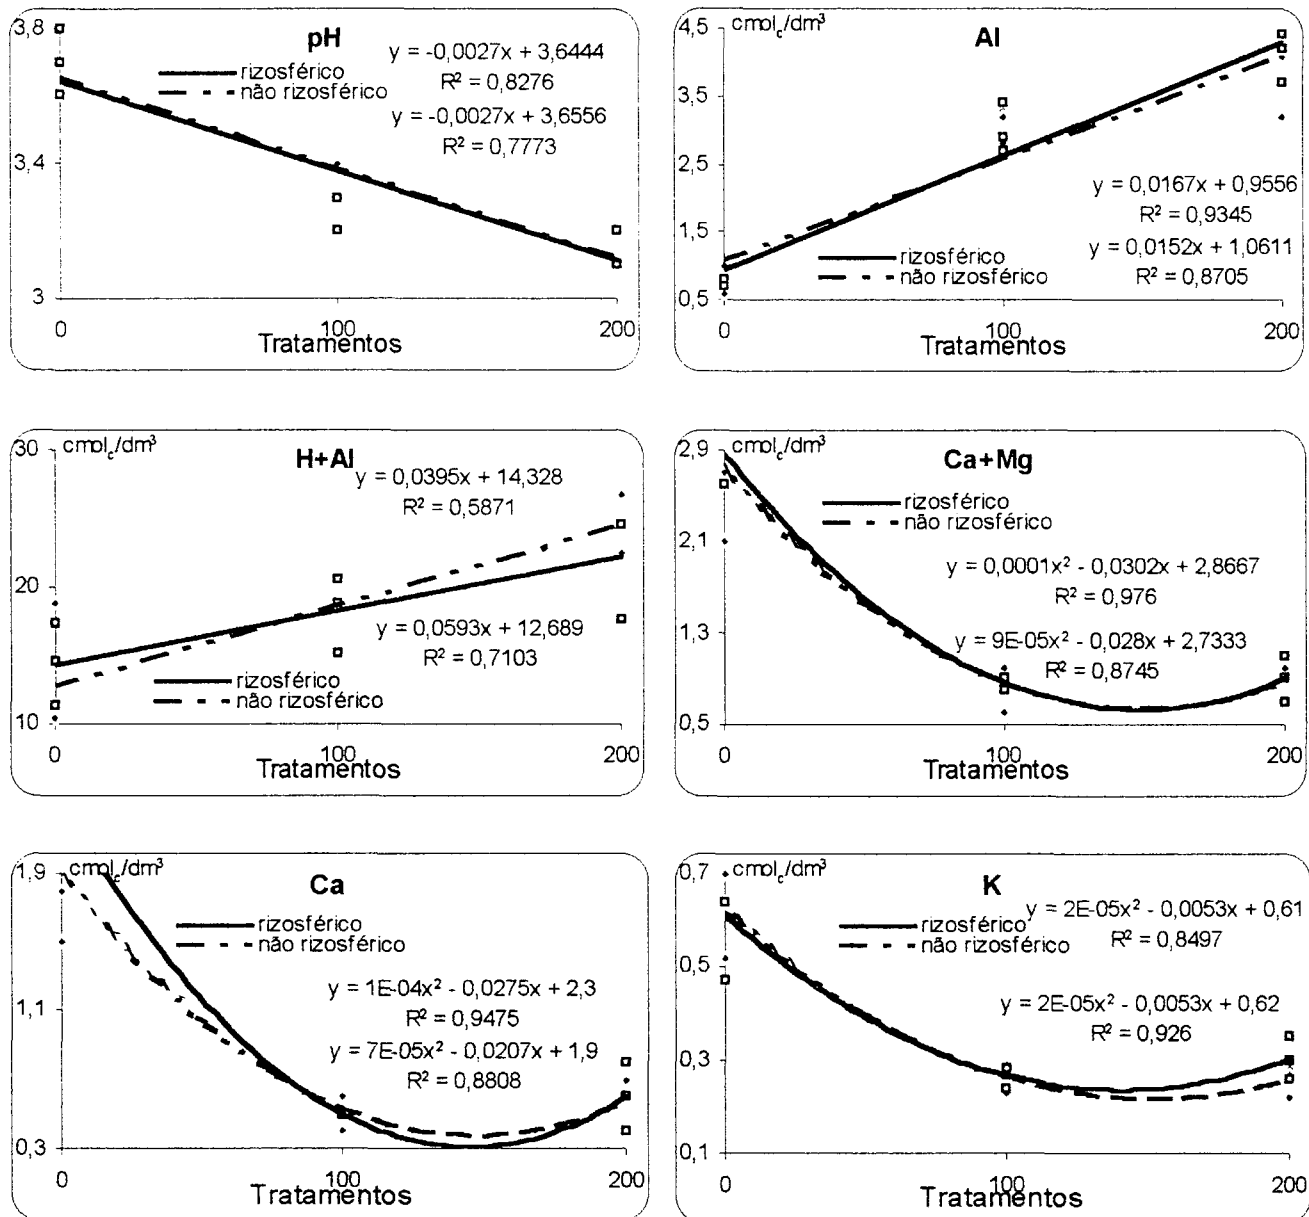 3,8
pH
y = -0,0027x + 3,6444
rizosférico
R² = 0,8276
não rizosférico
y = -0,0027x + 3,6556
R² = 0,7773
3,4
3
0
100
200
Tratamentos
4,5
cmol_c/dm³
Al
3,5
2,5
y = 0,0167x + 0,9556
R² = 0,9345
1,5
rizosférico
y = 0,0152x + 1,0611
não rizosférico
R² = 0,8705
0,5
0
100
200
Tratamentos
30
cmol_c/dm³
H+Al
y = 0,0395x + 14,328
R² = 0,5871
20
y = 0,0593x + 12,689
R² = 0,7103
rizosférico
não rizosférico
10
0
100
200
Tratamentos
2,9
Ca+Mg
rizosférico
não rizosférico
2,1
y = 0,0001x² - 0,0302x + 2,8667
R² = 0,976
1,3
y = 9E-05x² - 0,028x + 2,7333
R² = 0,8745
0,5
0
100
200
Tratamentos
1,9
cmol_c/dm³
Ca
rizosférico
não rizosférico
y = 1E-04x² - 0,0275x + 2,3
1,1
R² = 0,9475
y = 7E-05x² - 0,0207x + 1,9
R² = 0,8808
0,3
0
100
200
Tratamentos
0,7
cmol_c/dm³
K
rizosférico
y = 2E-05x² - 0,0053x + 0,61
não rizosférico
R² = 0,8497
0,5
y = 2E-05x² - 0,0053x + 0,62
R² = 0,926
0,3
0,1
0
100
200
Tratamentos